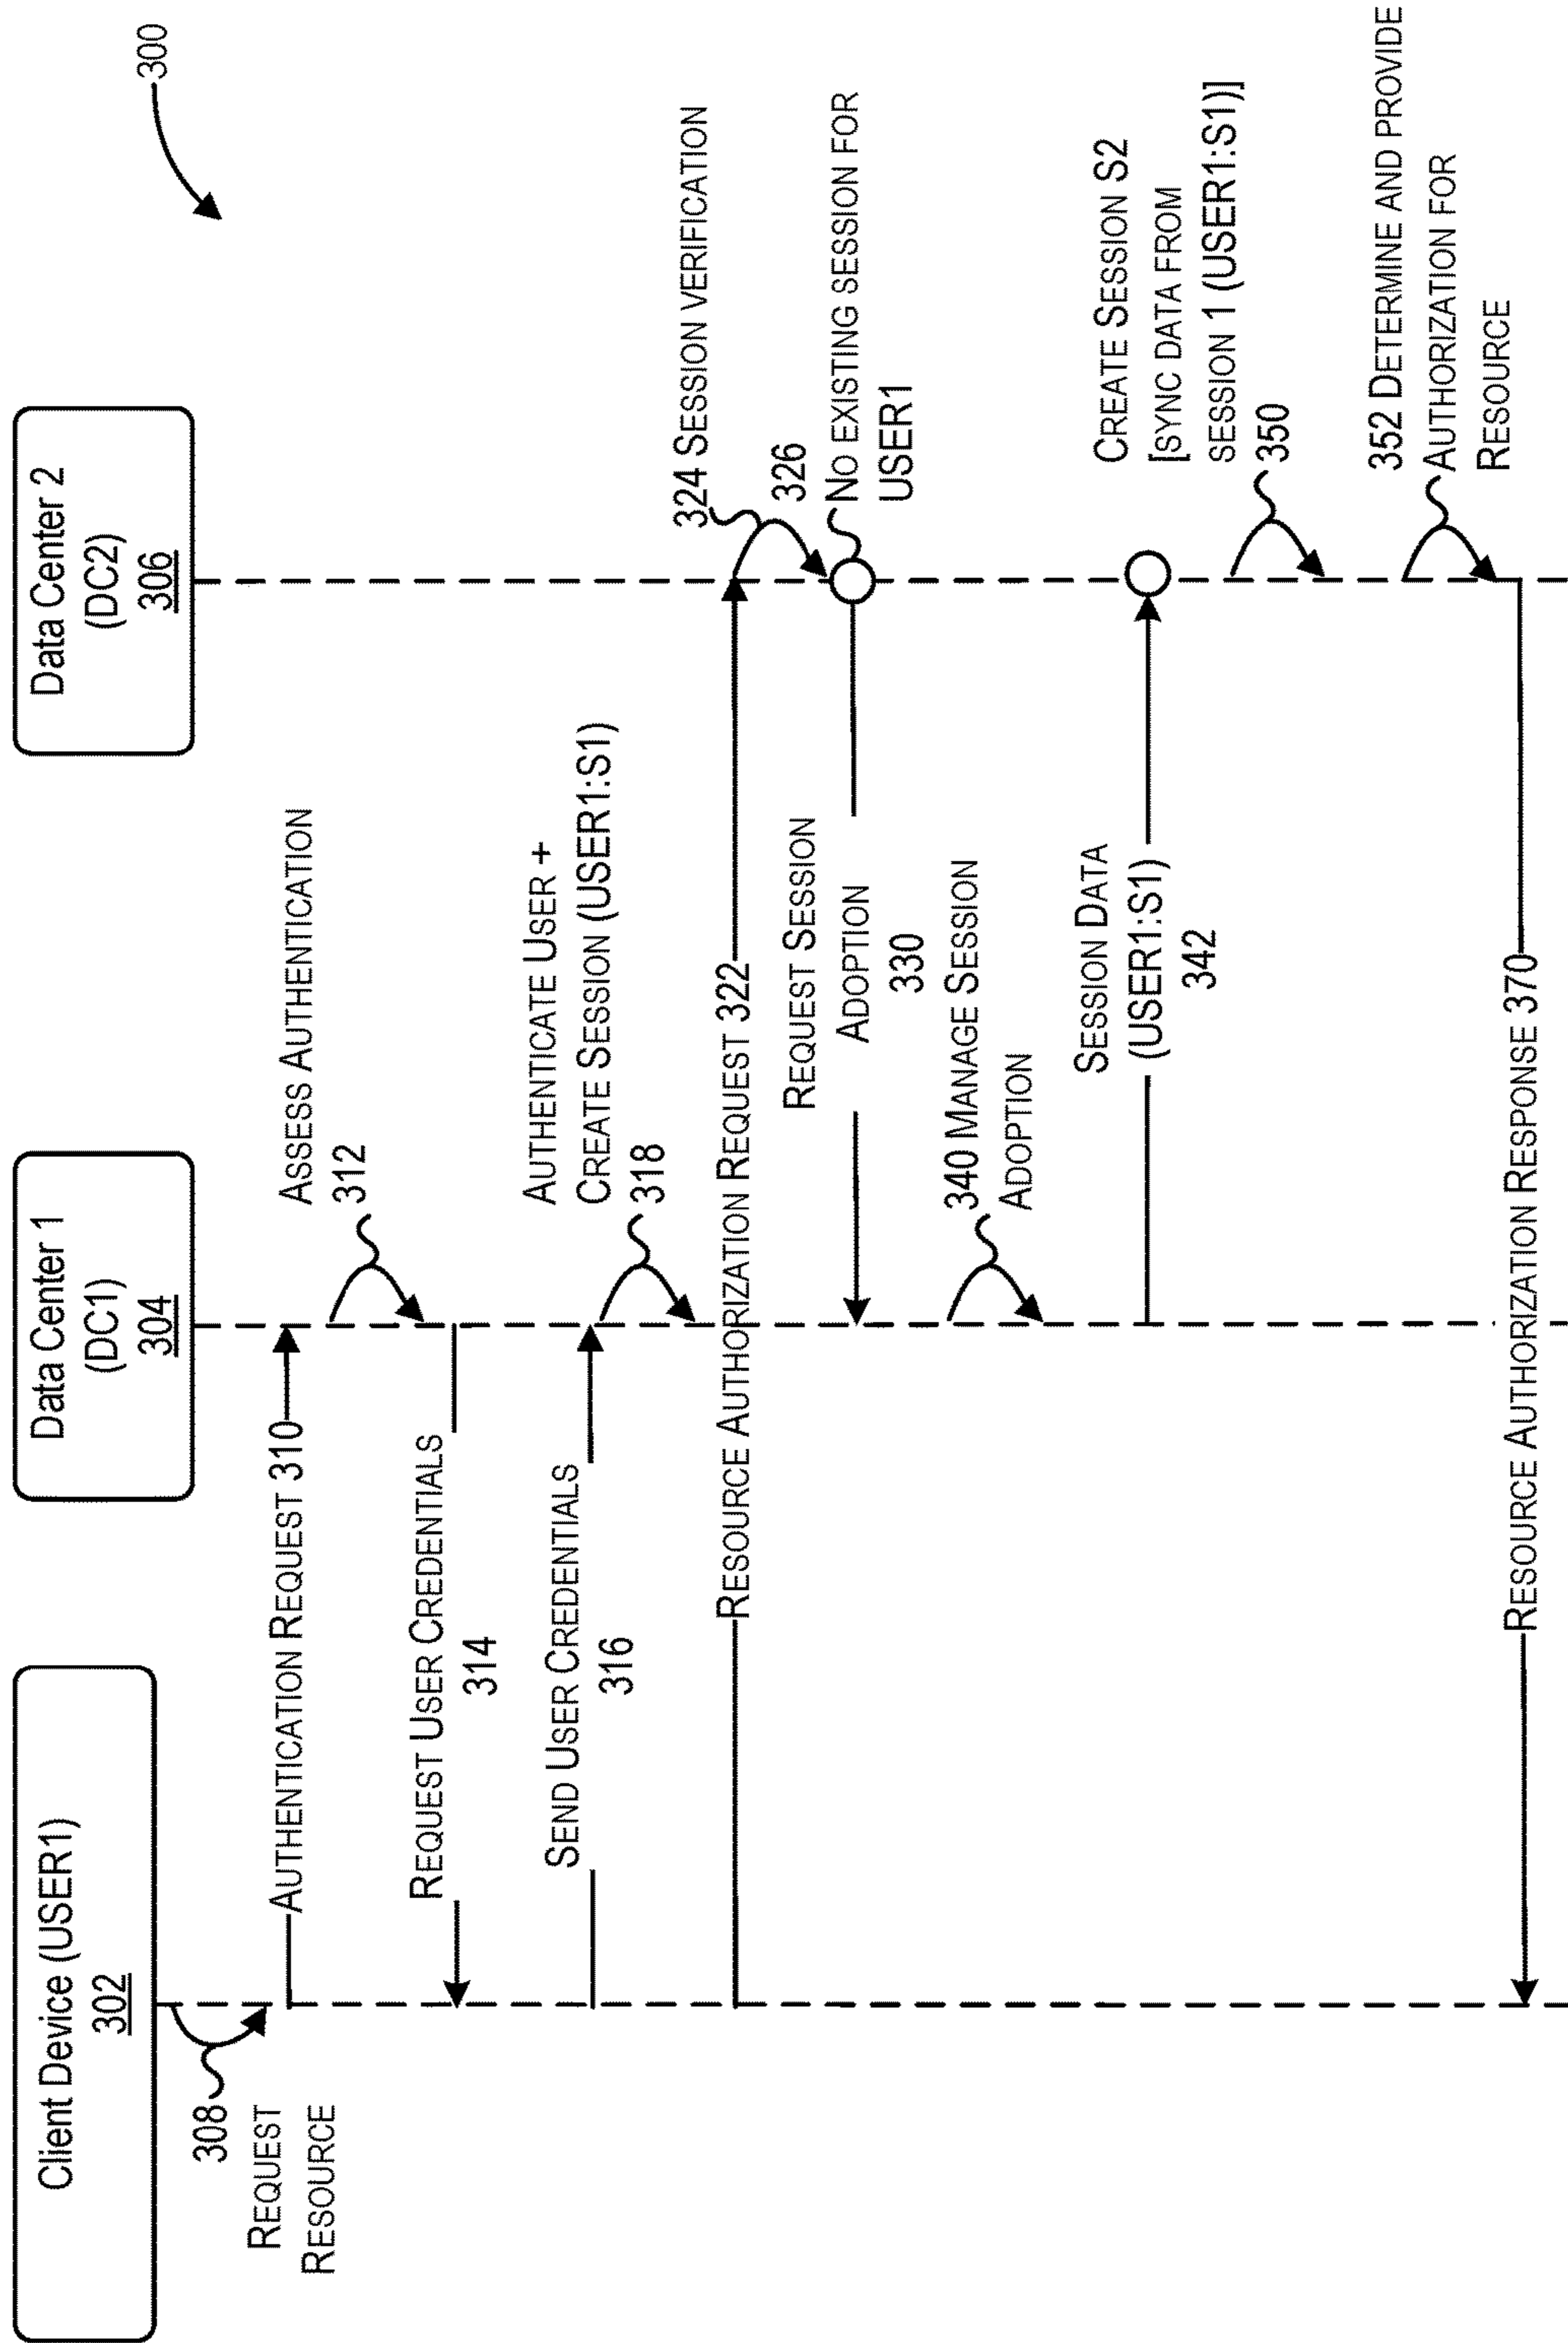 300
Client Device (USER1)
302
Data Center 1
(DC1)
304
Data Center 2
(DC2)
306
308
REQUEST
RESOURCE
AUTHENTICATION REQUEST 310
ASSESS AUTHENTICATION
312
REQUEST USER CREDENTIALS
314
SEND USER CREDENTIALS
316
AUTHENTICATE USER +
CREATE SESSION (USER1:S1)
318
RESOURCE AUTHORIZATION REQUEST 322
324 SESSION VERIFICATION
326
NO EXISTING SESSION FOR
USER1
REQUEST SESSION
ADOPTION
330
340 MANAGE SESSION
ADOPTION
SESSION DATA
(USER1:S1)
342
CREATE SESSION S2
[SYNC DATA FROM
SESSION 1 (USER1:S1)]
350
352 DETERMINE AND PROVIDE
AUTHORIZATION FOR
RESOURCE
RESOURCE AUTHORIZATION RESPONSE 370